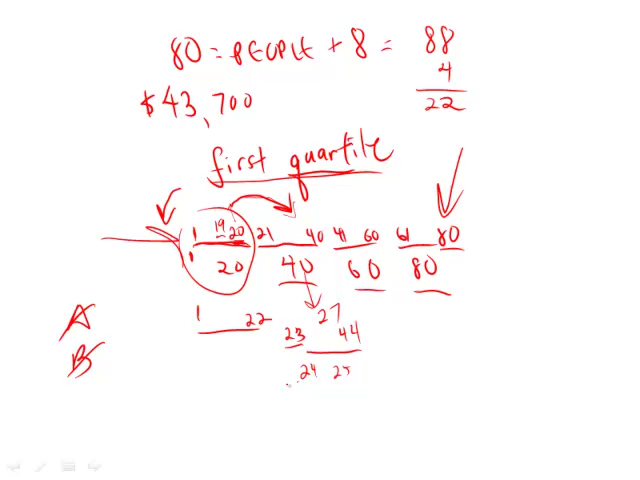 80 = PEOPLE + 8 = 88
4
22
$43,700
first quartile
1 19 20 21 40 41 60 61 80
1 20 40 60 80
A 1 22 27
23 44
B
24 25